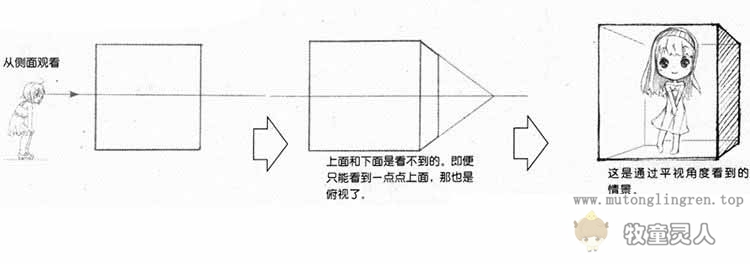 从侧面观看
上面和下面是看不到的。即便
只能看到一点点上面，那也是
俯视了。
这是通过平视角度看到的
情景。
www.mutonglingren.top
牧童灵人